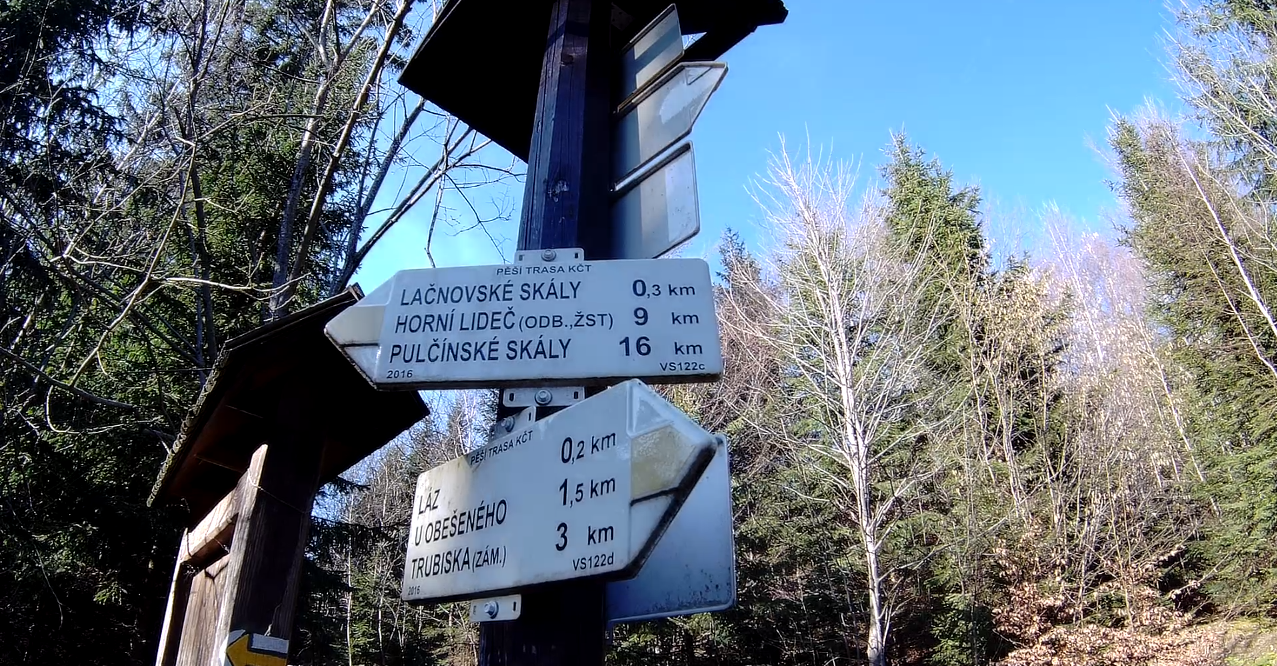 PĚŠÍ TRASA KČT
LAČNOVSKÉ SKÁLY 0,3 km
HORNÍ LIDEČ (ODB.,ŽST) 9 km
PULČÍNSKÉ SKÁLY 16 km
2016 VS122c
PĚŠÍ TRASA KČT
LÁZ 0,2 km
U OBEŠENÉHO 1,5 km
TRUBISKA (ZÁM.) 3 km
2016 VS122d